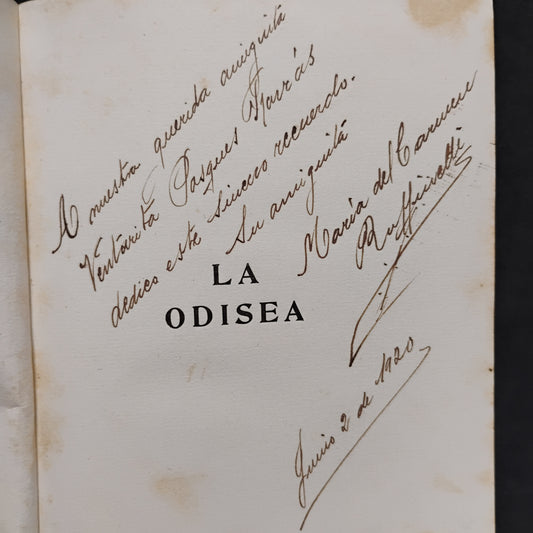 A nuestra querida amiguita
Ventarita Pasques
dedico este sincero recuerdo.
Su amiguita
María del Carmen
Ruffinelli
LA
ODISEA
Junio 2 de 1920